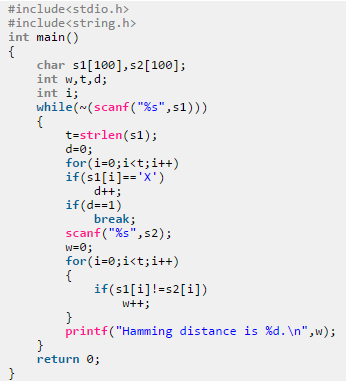 #include<stdio.h>
#include<string.h>
int main()
{
    char s1[100],s2[100];
    int w,t,d;
    int i;
    while(~(scanf("%s",s1)))
    {
        t=strlen(s1);
        d=0;
        for(i=0;i<t;i++)
        if(s1[i]=='X')
            d++;
        if(d==1)
            break;
        scanf("%s",s2);
        w=0;
        for(i=0;i<t;i++)
        {
            if(s1[i]!=s2[i])
                w++;
        }
        printf("Hamming distance is %d.\n",w);
    }
    return 0;
}